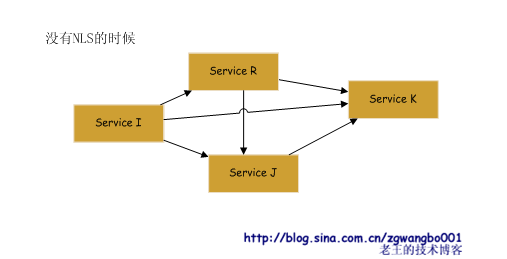 没有NLS的时候
Service R
Service K
Service I
Service J
http://blog.sina.com.cn/zgwangbo001
老王的技术博客